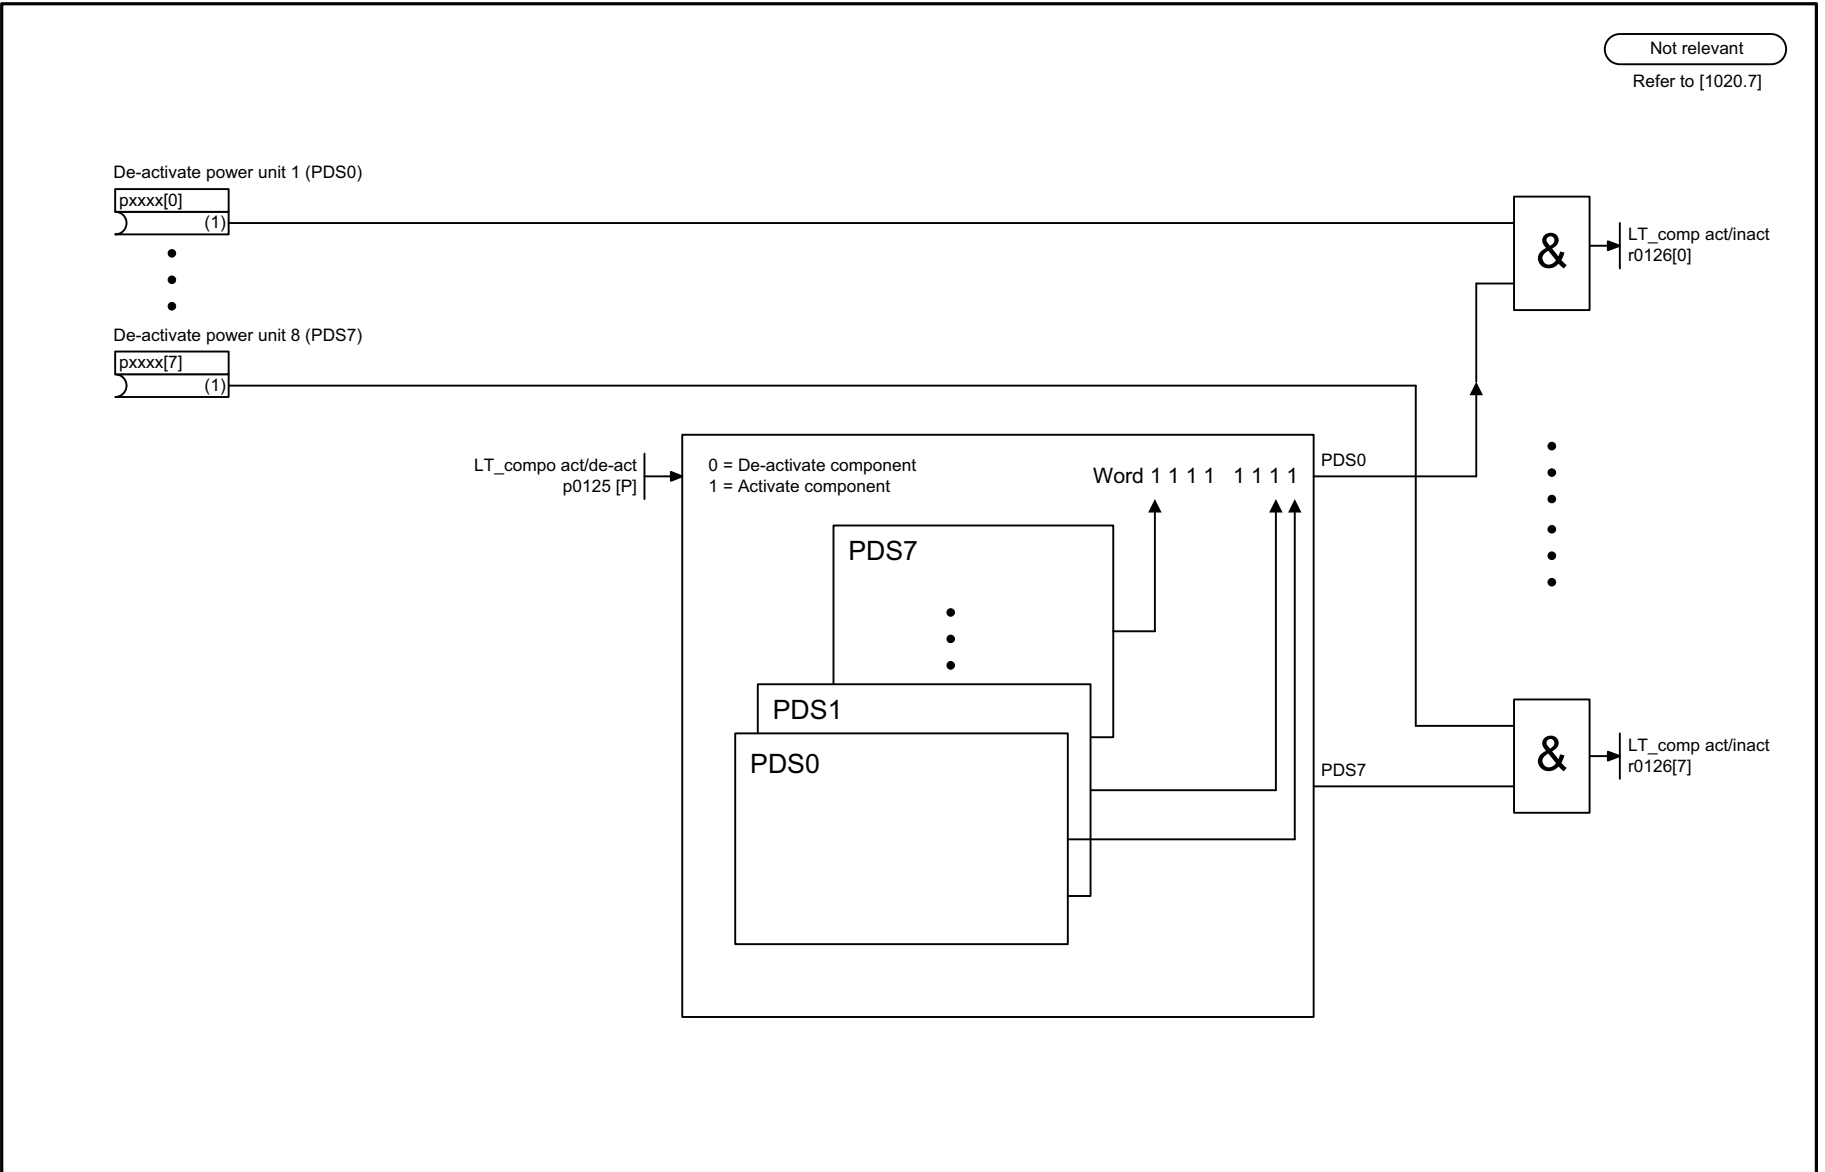 Not relevant
Refer to [1020.7]
De-activate power unit 1 (PDS0)
pxxxx[0]
(1)
&
LT_comp act/inact
r0126[0]
De-activate power unit 8 (PDS7)
pxxxx[7]
(1)
LT_compo act/de-act
p0125 [P]
0 = De-activate component
1 = Activate component
Word 1 1 1 1 1 1 1 1
PDS0
PDS7
PDS1
PDS0
PDS7
&
LT_comp act/inact
r0126[7]